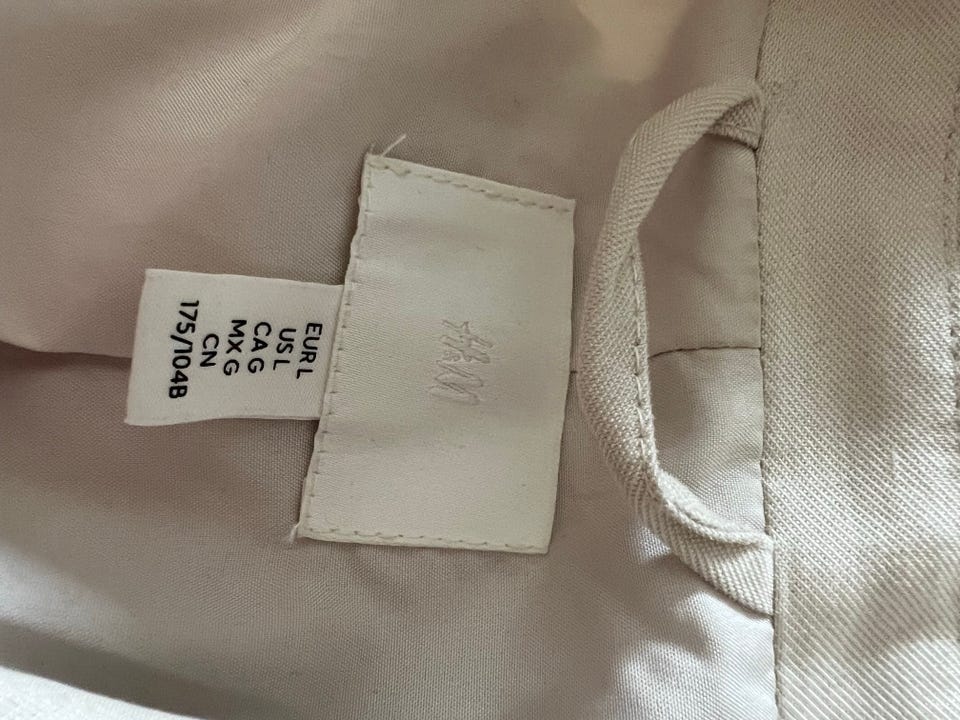 H&M
EUR L
US L
CA G
MX G
CN
175/104B